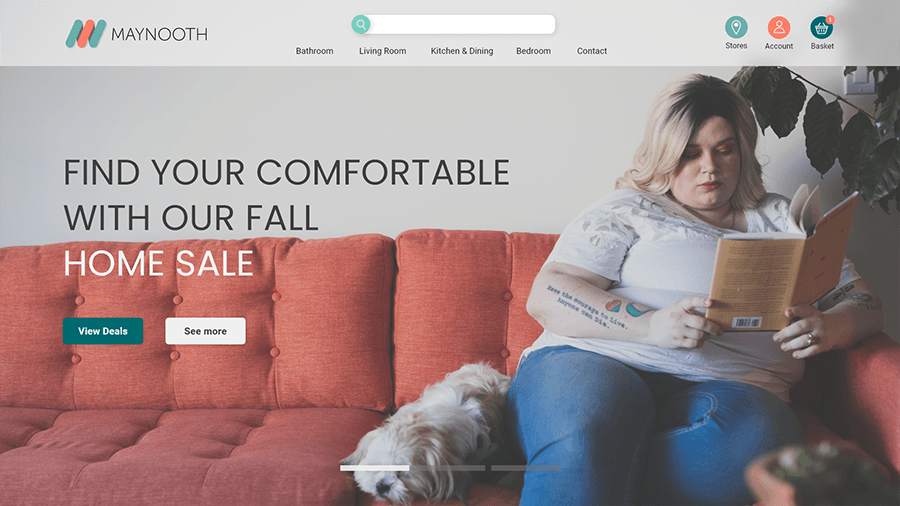 MAYNOOTH
Bathroom
Living Room
Kitchen & Dining
Bedroom
Contact
Stores
Account
1
Basket
FIND YOUR COMFORTABLE
WITH OUR FALL
HOME SALE
View Deals
See more
Have the courage to live.
Anyone can die.